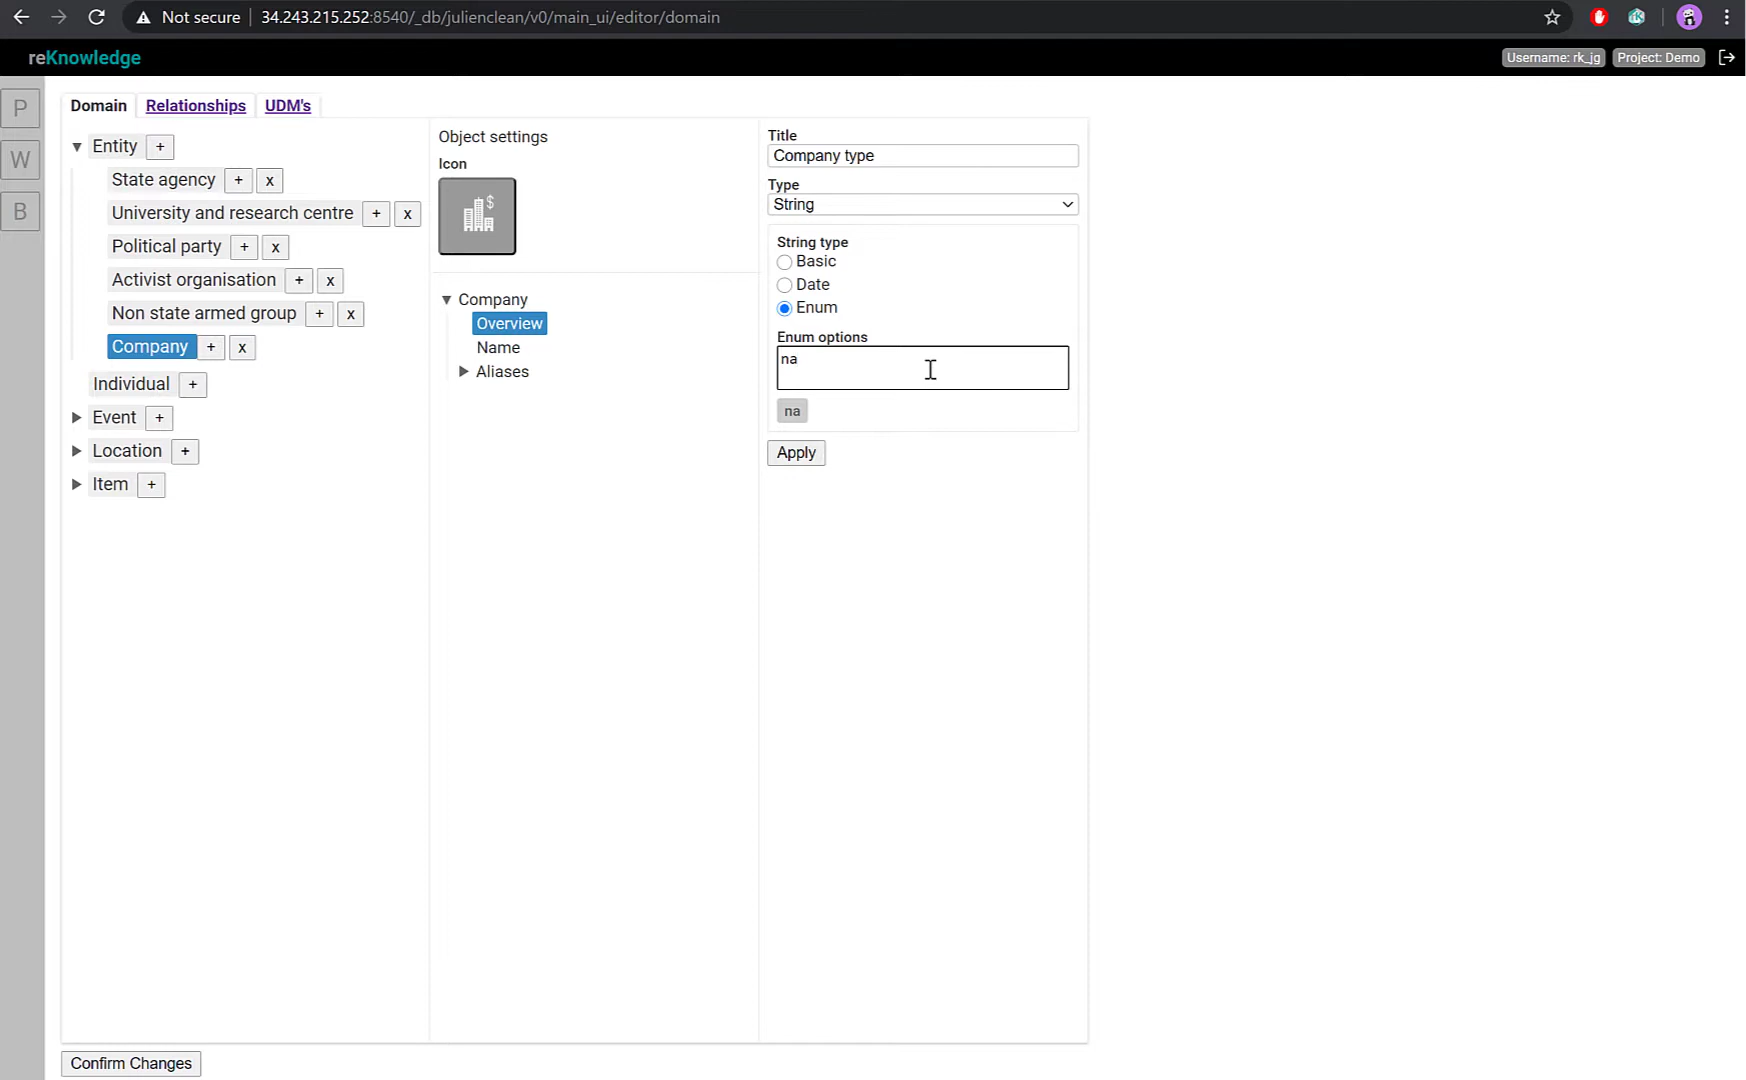 Not secure
34.243.215.252:8540/_db/julienclean/v0/main_ui/editor/domain
reKnowledge
Username: rk_jg
Project: Demo
P
W
B
Domain
Relationships
UDM's
Entity +
State agency + x
University and research centre + x
Political party + x
Activist organisation + x
Non state armed group + x
Company + x
Individual +
Event +
Location +
Item +
Object settings
Icon
$
Company
Overview
Name
Aliases
Title
Company type
Type
String
String type
Basic
Date
Enum
Enum options
na
na
Apply
Confirm Changes